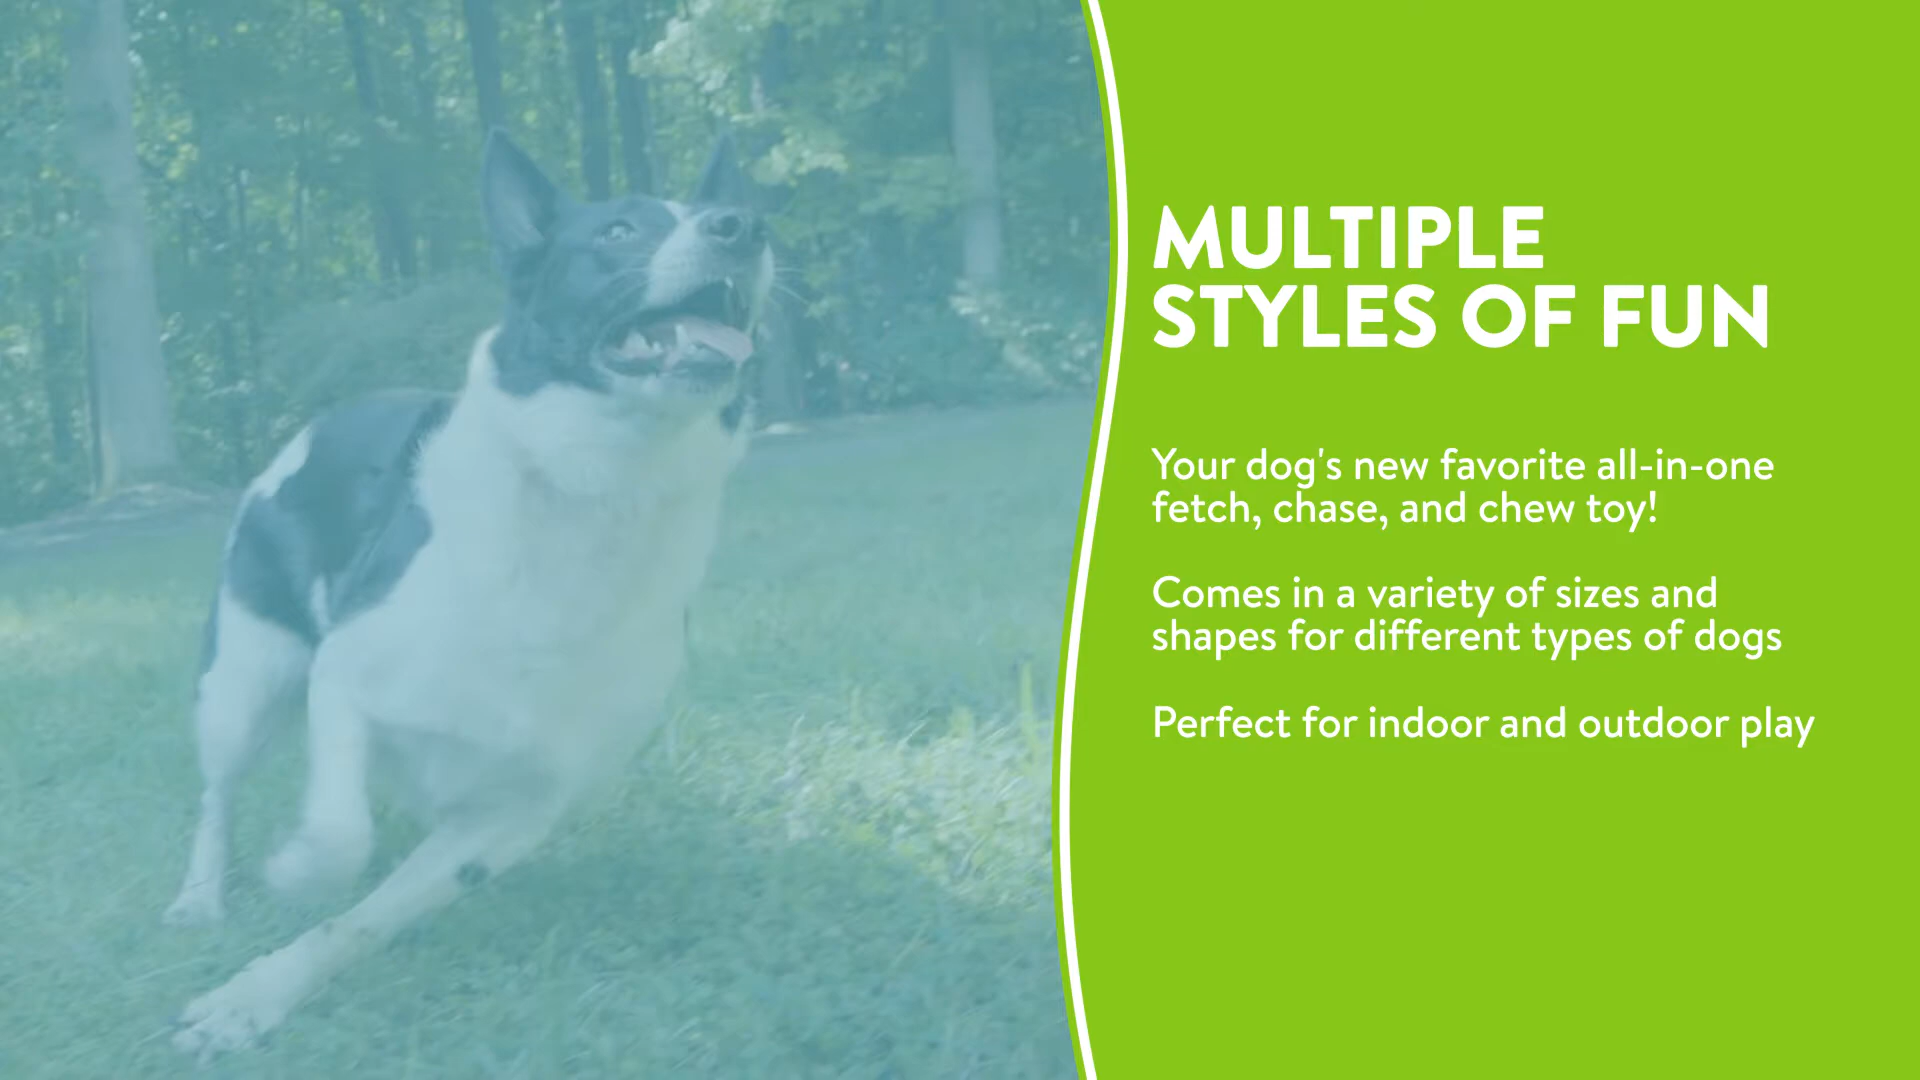 MULTIPLE
STYLES OF FUN
Your dog's new favorite all-in-one
fetch, chase, and chew toy!
Comes in a variety of sizes and
shapes for different types of dogs
Perfect for indoor and outdoor play